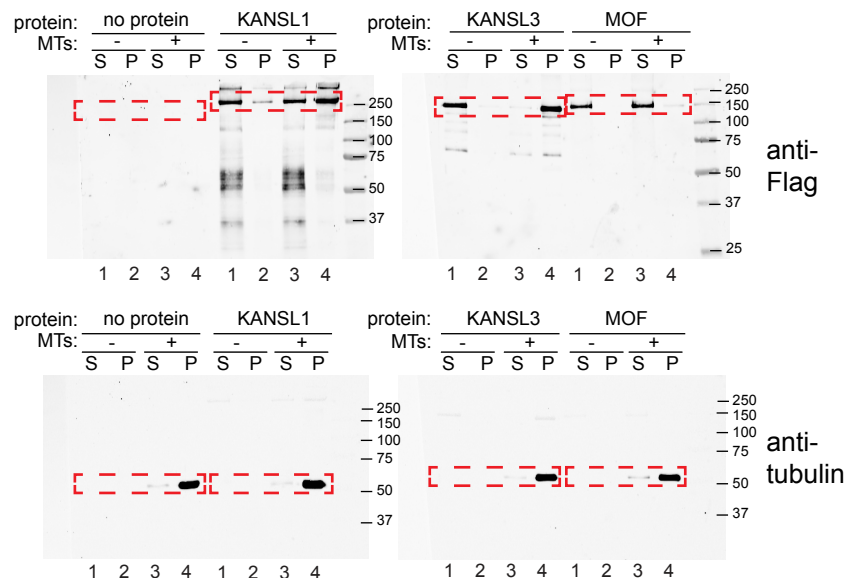 protein: no protein KANSL1 protein: KANSL3 MOF
MTs: - + - + MTs: - + - +
S P S P S P S P S P S P S P S P
250 250
150 150
100 100
75 75
50 50
37 37
25
anti-
Flag
1 2 3 4 1 2 3 4 1 2 3 4 1 2 3 4
protein: no protein KANSL1 protein: KANSL3 MOF
MTs: - + - + MTs: - + - +
S P S P S P S P S P S P S P S P
250 250
150 150
100 100
75 75
50 50
37 37
anti-
tubulin
1 2 3 4 1 2 3 4 1 2 3 4 1 2 3 4